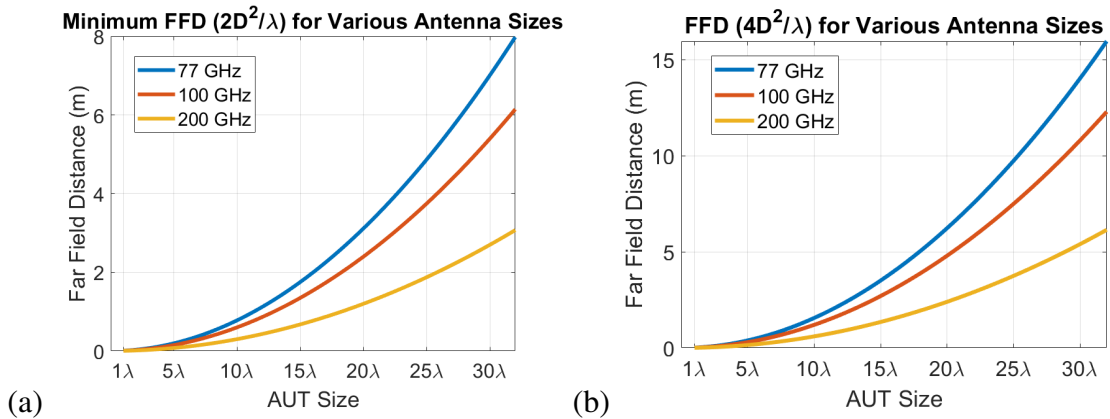 Minimum FFD (2D²/λ) for Various Antenna Sizes
8
6
4
2
0
Far Field Distance (m)
77 GHz
100 GHz
200 GHz
1λ 5λ 10λ 15λ 20λ 25λ 30λ
AUT Size
(a)
FFD (4D²/λ) for Various Antenna Sizes
15
10
5
0
Far Field Distance (m)
77 GHz
100 GHz
200 GHz
1λ 5λ 10λ 15λ 20λ 25λ 30λ
AUT Size
(b)